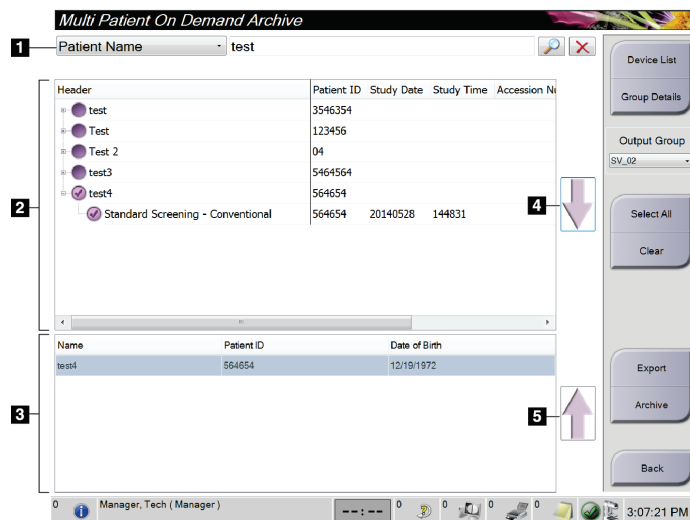 Multi Patient On Demand Archive
1 Patient Name test
Device List
Group Details
Output Group
SV_02
Select All
Clear
Export
Archive
Back
2
Header Patient ID Study Date Study Time Accession Nu
test 3546354
Test 123456
Test 2 04
test3 5464564
test4 564654
Standard Screening - Conventional 564654 20140528 144831
4
3
Name Patient ID Date of Birth
test4 564654 12/19/1972
5
0 Manager, Tech ( Manager ) --:-- 0 0 0 0 3:07:21 PM